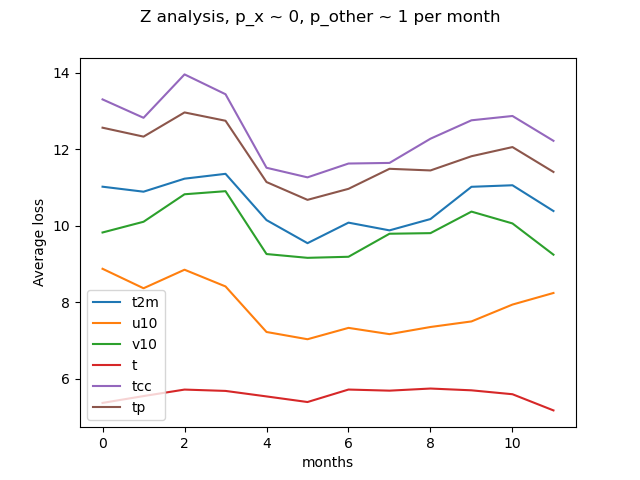 Z analysis, p_x ~ 0, p_other ~ 1 per month
Average loss
14
12
10
8
6
t2m
u10
v10
t
tcc
tp
0
2
4
6
8
10
months